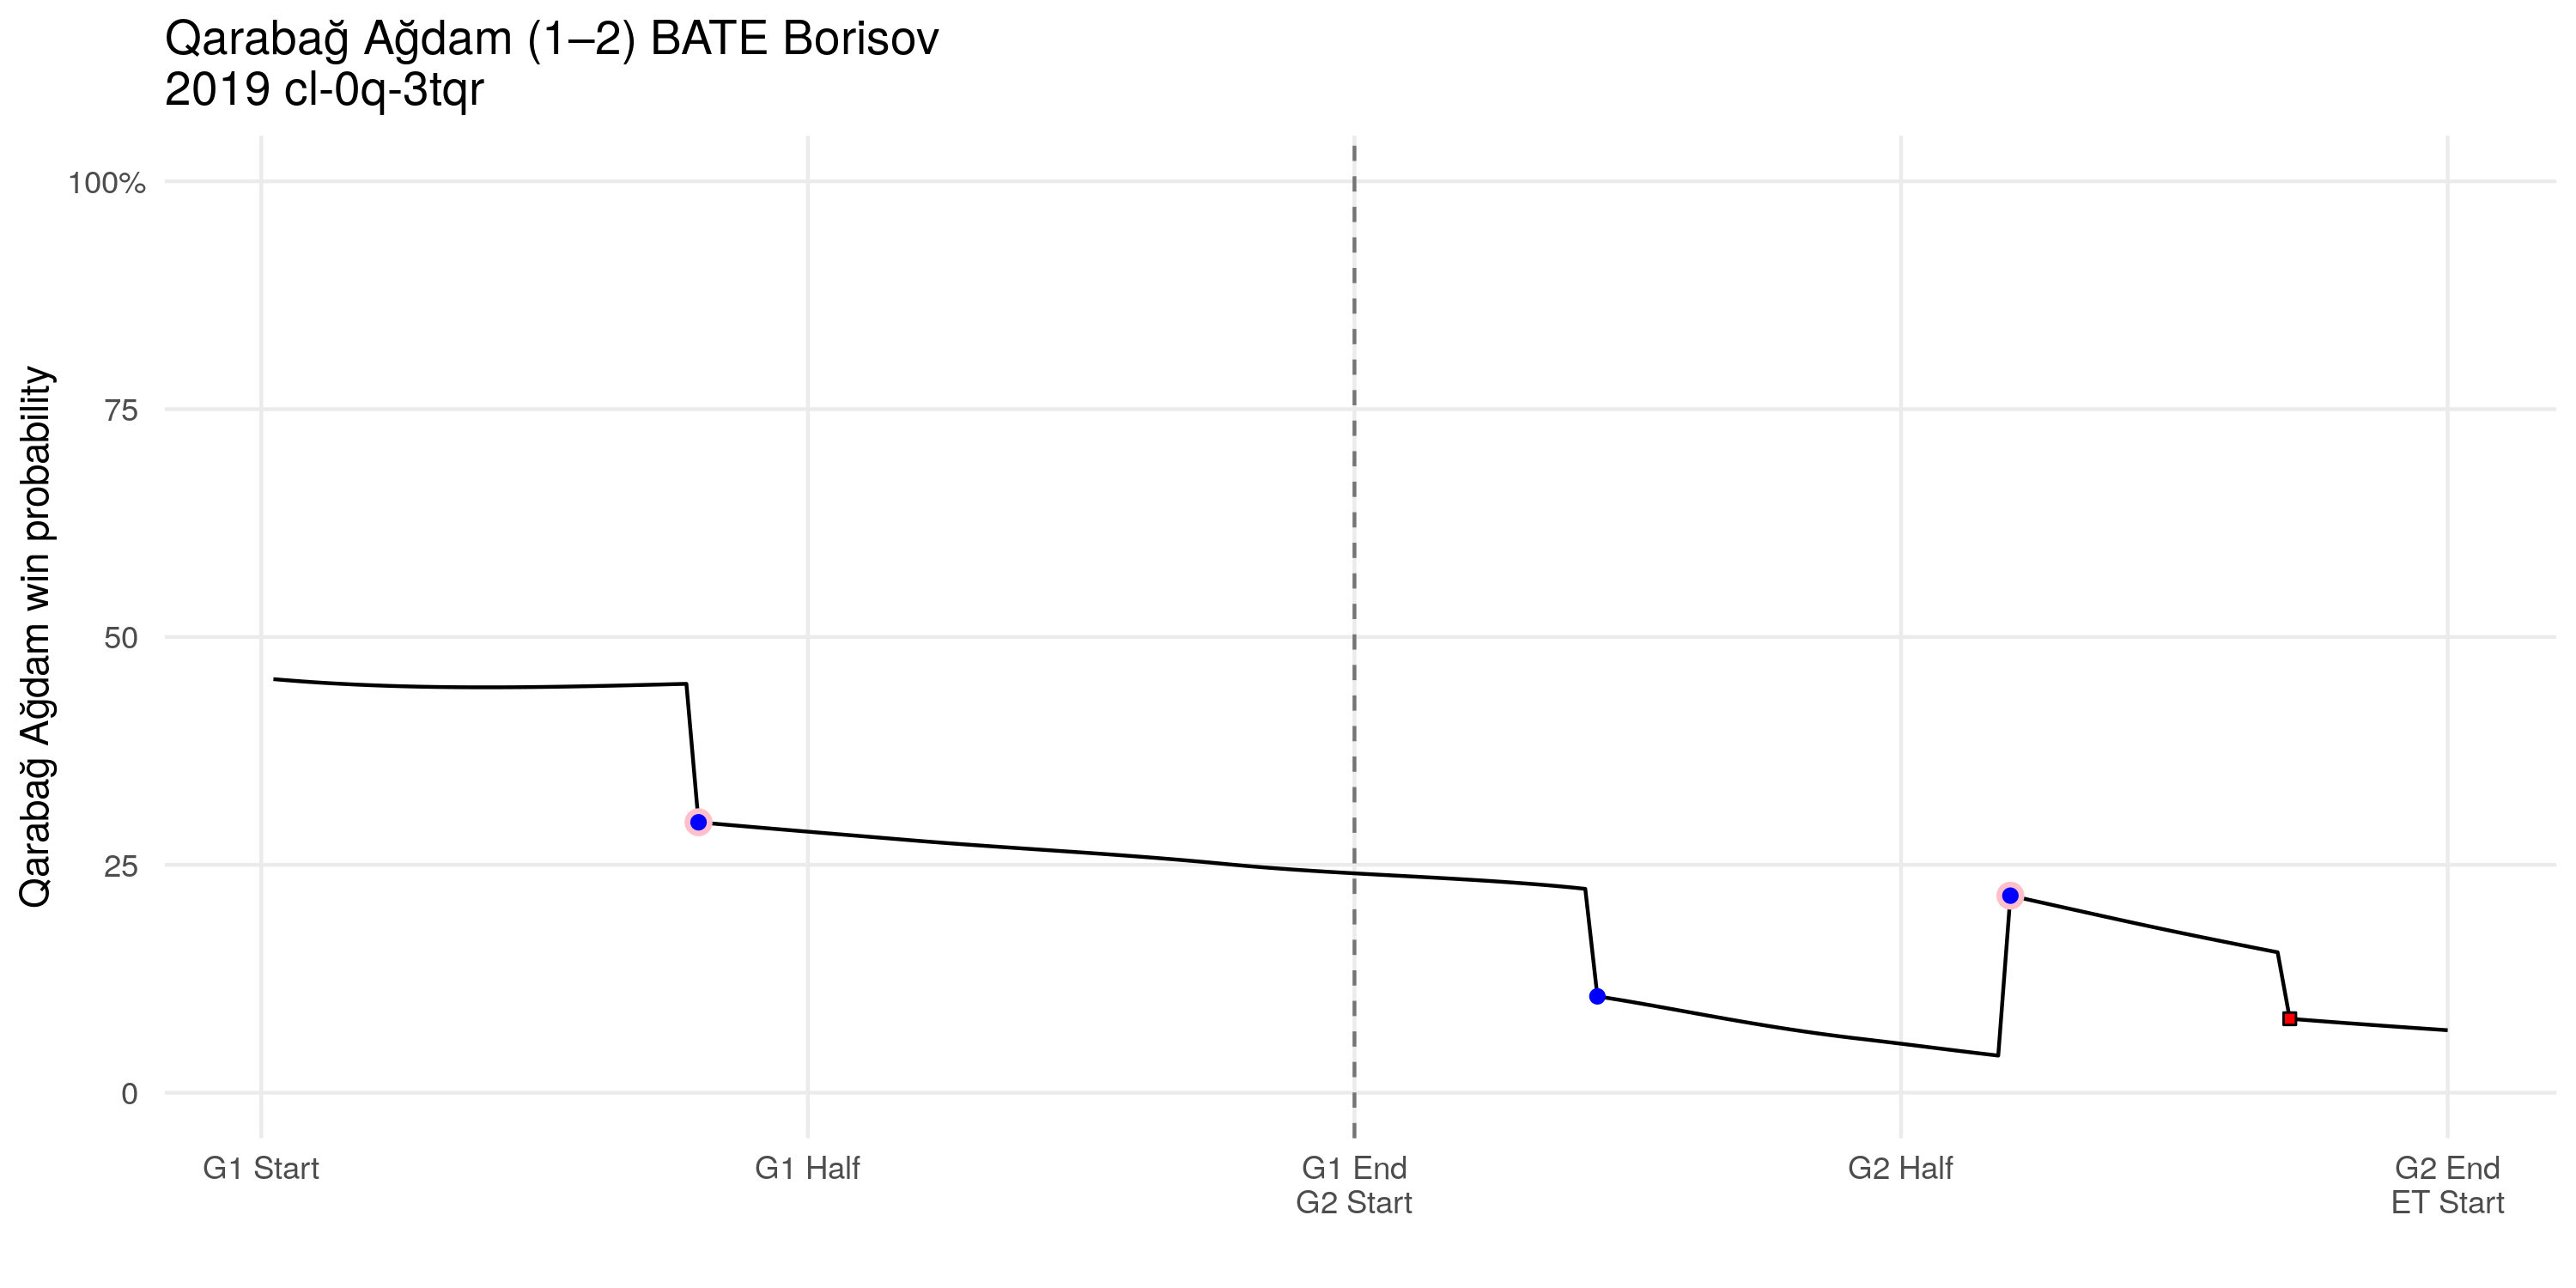 Qarabağ Ağdam (1–2) BATE Borisov
2019 cl-0q-3tqr
Qarabağ Ağdam win probability
100%
75
50
25
0
G1 Start
G1 Half
G1 End
G2 Start
G2 Half
G2 End
ET Start